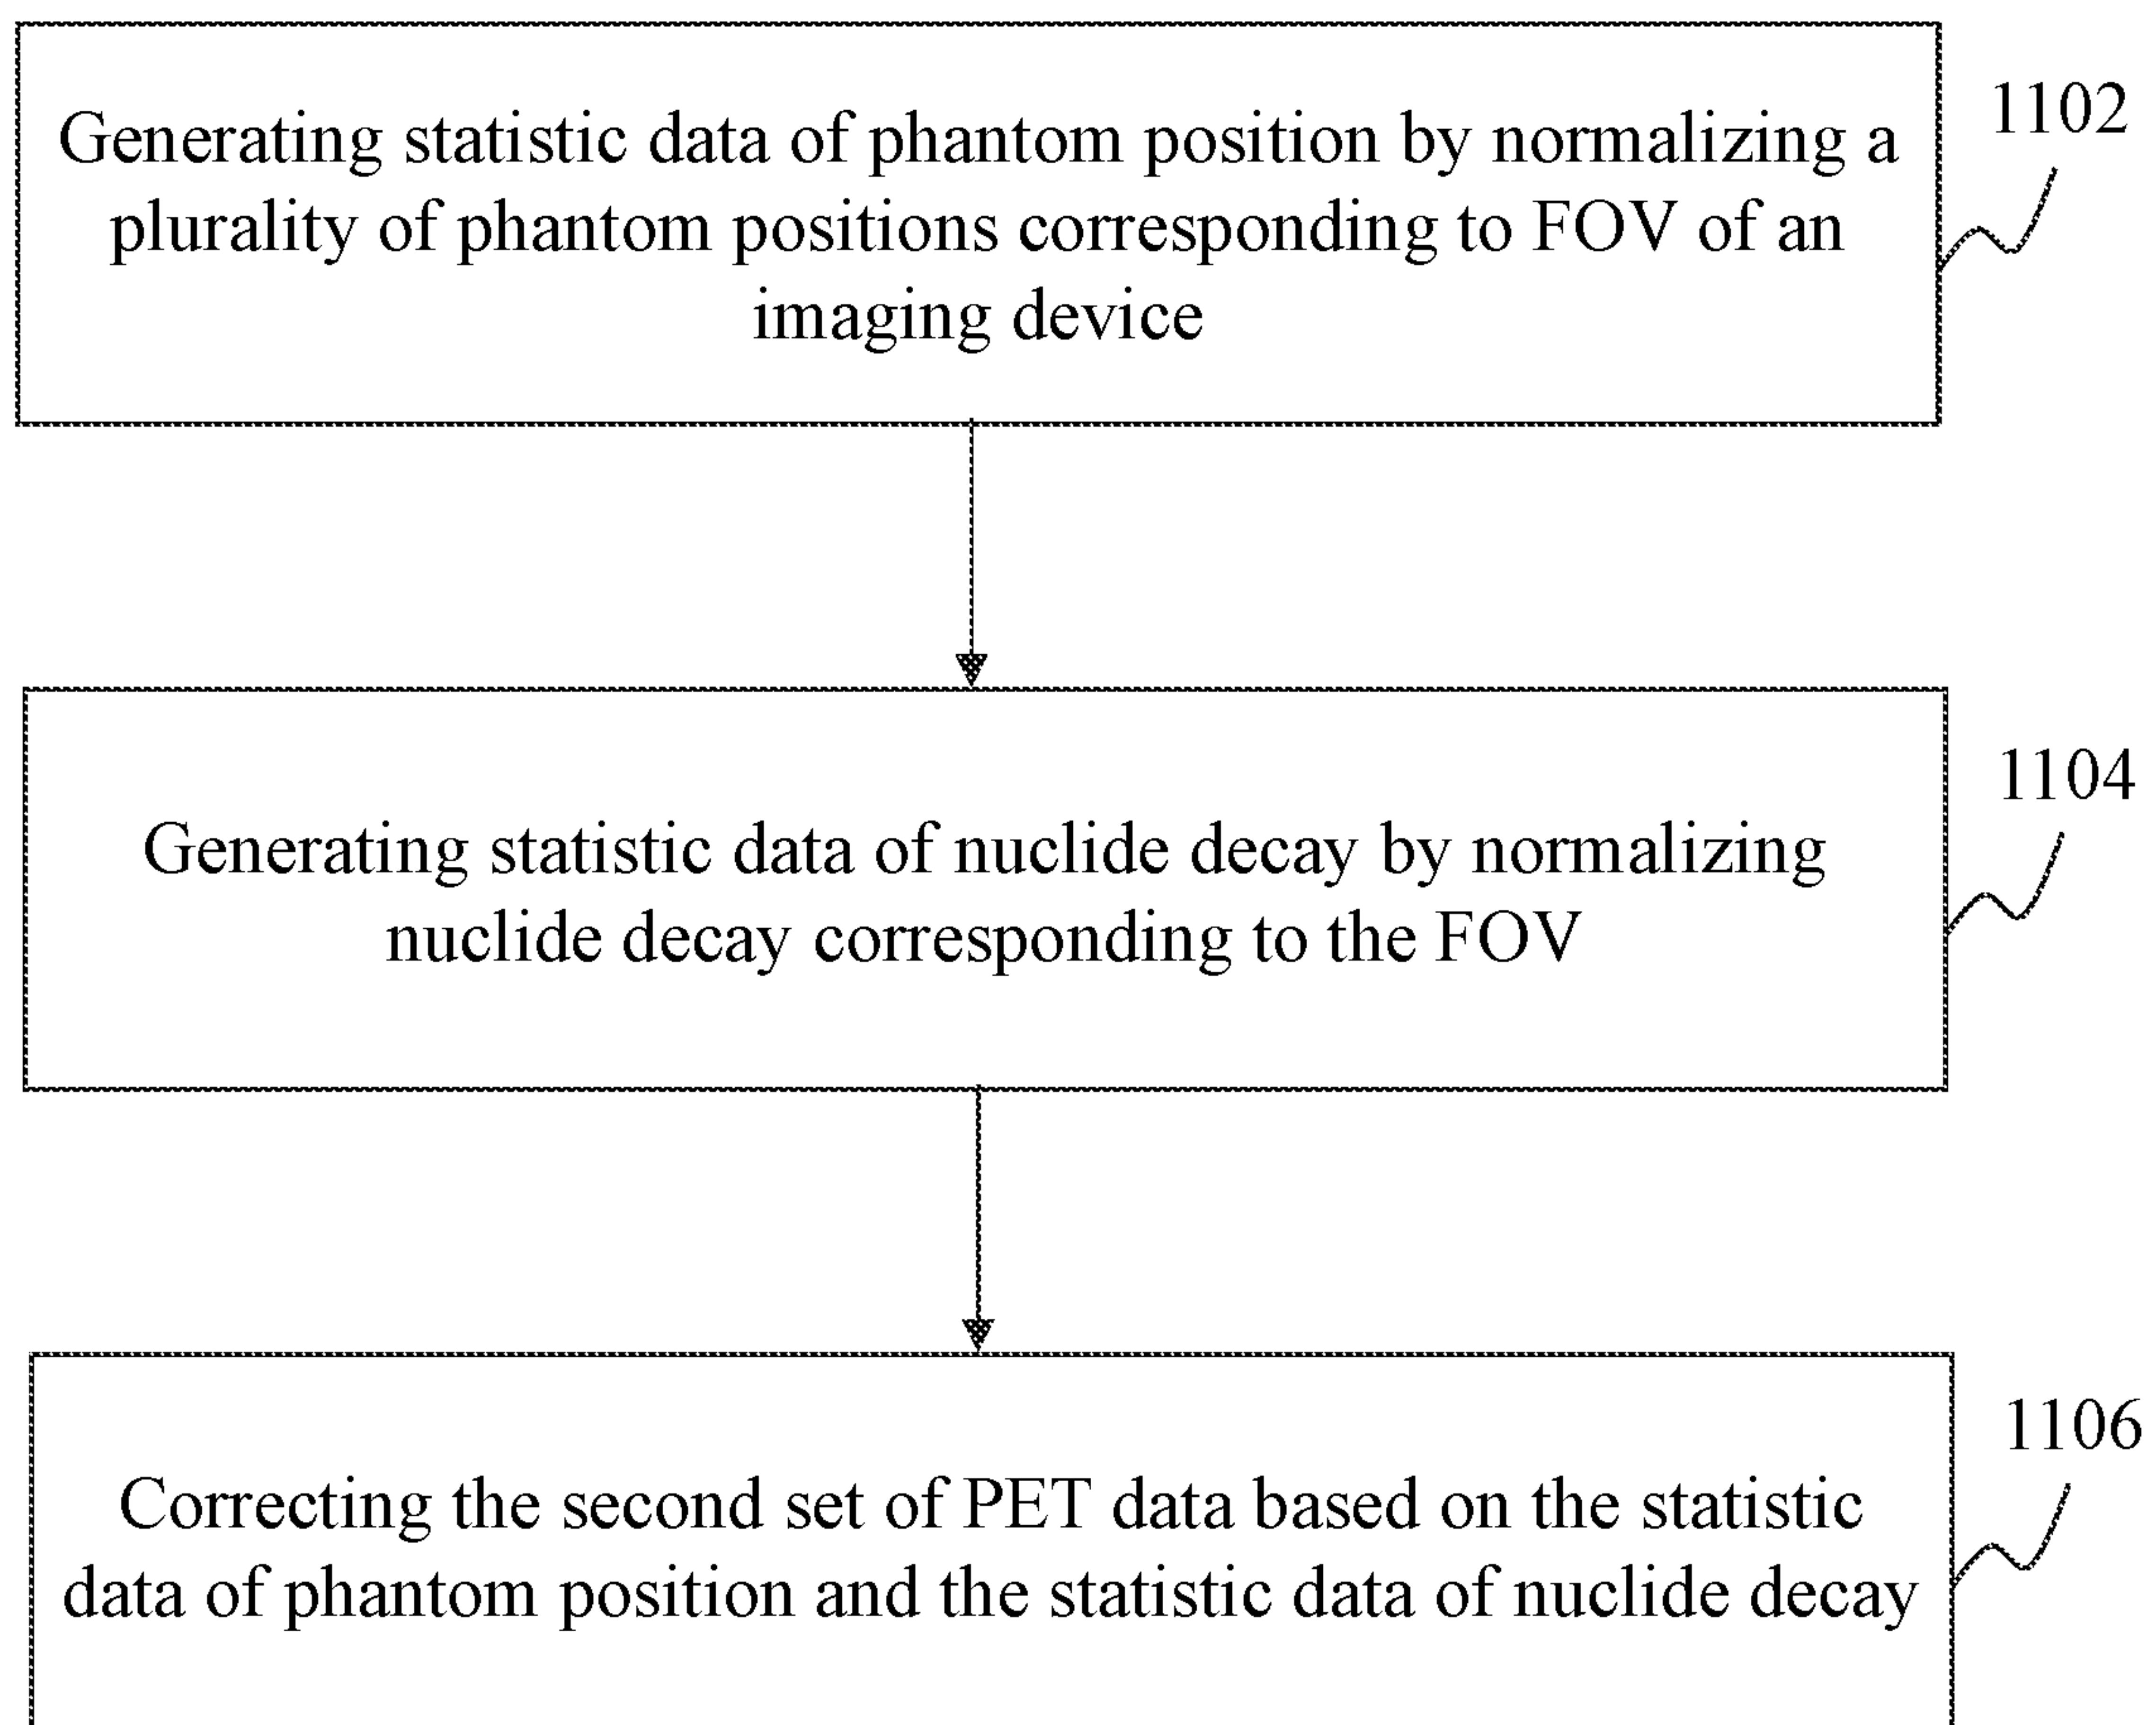 Generating statistic data of phantom position by normalizing a
plurality of phantom positions corresponding to FOV of an
imaging device
1102
Generating statistic data of nuclide decay by normalizing
nuclide decay corresponding to the FOV
1104
Correcting the second set of PET data based on the statistic
data of phantom position and the statistic data of nuclide decay
1106